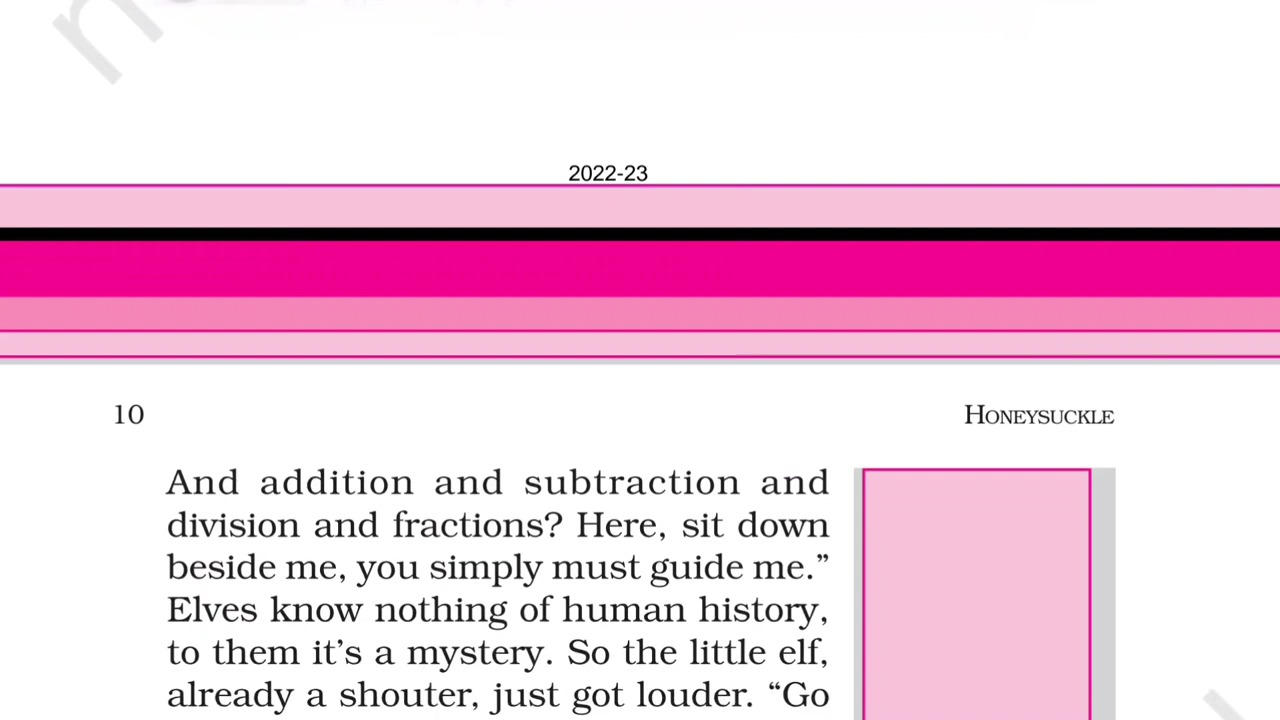 2022-23
10
HONEYSUCKLE
And addition and subtraction and
division and fractions? Here, sit down
beside me, you simply must guide me.”
Elves know nothing of human history,
to them it’s a mystery. So the little elf,
already a shouter, just got louder. “Go